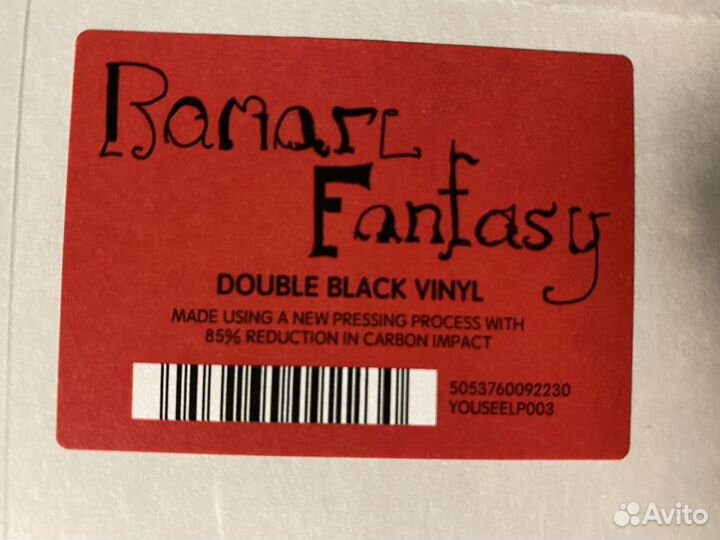 Romare
Fantasy
DOUBLE BLACK VINYL
MADE USING A NEW PRESSING PROCESS WITH
85% REDUCTION IN CARBON IMPACT
5053760092230
YOUSEELP003
Avito